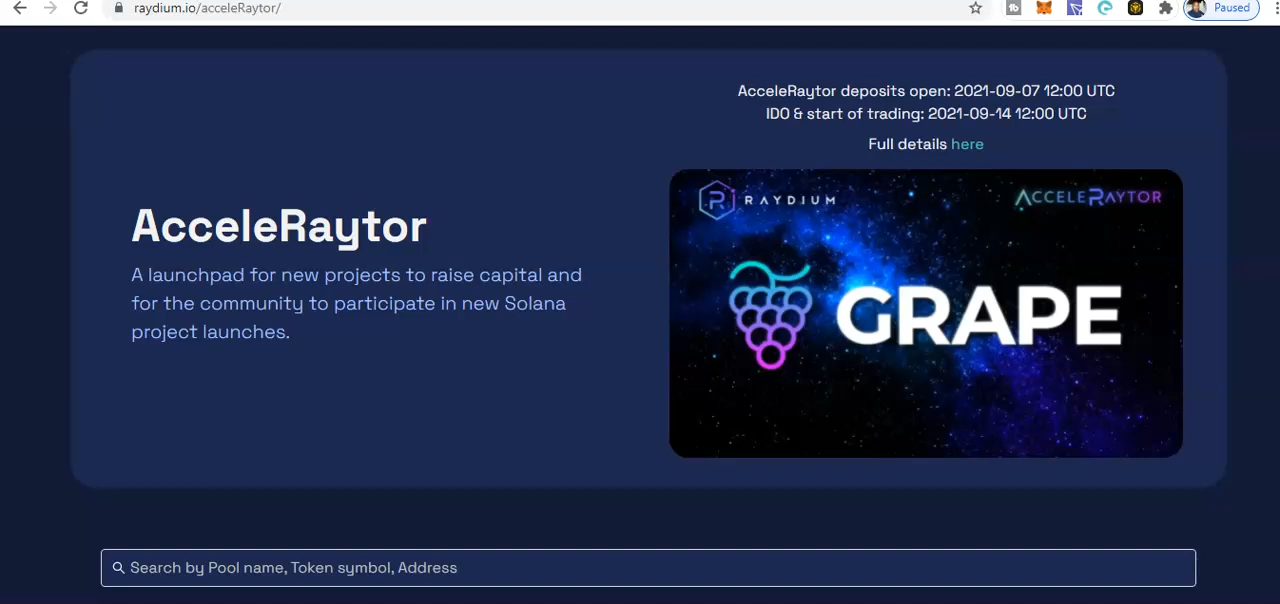 raydium.io/acceleRaytor/
Paused
AcceleRaytor deposits open: 2021-09-07 12:00 UTC
IDO & start of trading: 2021-09-14 12:00 UTC
Full details here
RAYDIUM
ACCELERAYTOR
GRAPE
AcceleRaytor
A launchpad for new projects to raise capital and
for the community to participate in new Solana
project launches.
Search by Pool name, Token symbol, Address